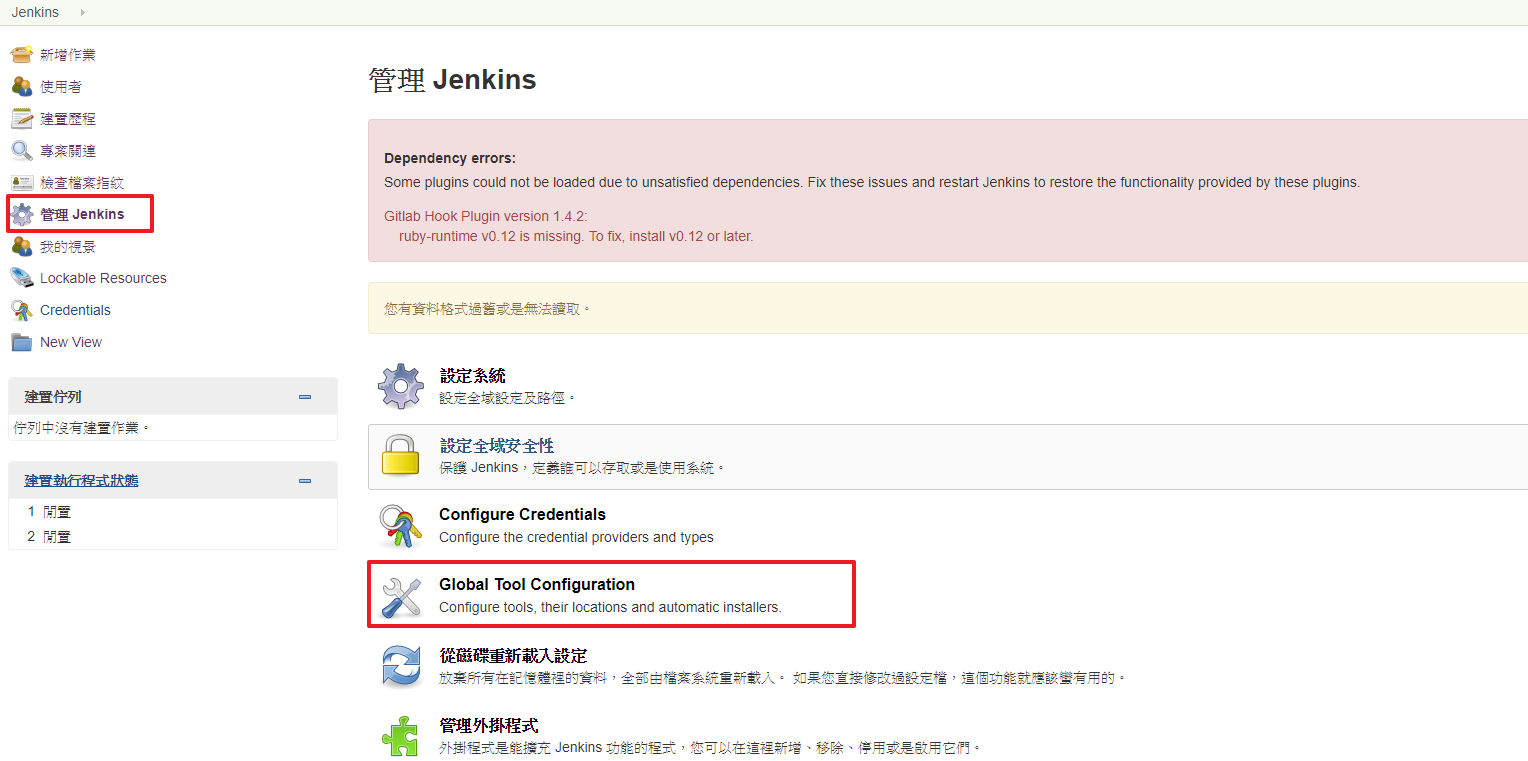 Jenkins
新增作業
使用者
建置歷程
專案關連
檢查檔案指紋
管理 Jenkins
我的視景
Lockable Resources
Credentials
New View
建置佇列
佇列中沒有建置作業。
建置執行程式狀態
1 閒置
2 閒置
管理 Jenkins
Dependency errors:
Some plugins could not be loaded due to unsatisfied dependencies. Fix these issues and restart Jenkins to restore the functionality provided by these plugins.
Gitlab Hook Plugin version 1.4.2:
ruby-runtime v0.12 is missing. To fix, install v0.12 or later.
您有資料格式過舊或是無法讀取。
設定系統
設定全域設定及路徑。
設定全域安全性
保護 Jenkins，定義誰可以存取或是使用系統。
Configure Credentials
Configure the credential providers and types
Global Tool Configuration
Configure tools, their locations and automatic installers.
從磁碟重新載入設定
放棄所有在記憶體裡的資料，全部由檔案系統重新載入。 如果您直接修改過設定檔，這個功能就應該蠻有用的。
管理外掛程式
外掛程式是能擴充 Jenkins 功能的程式，您可以在這裡新增、移除、停用或是啟用它們。